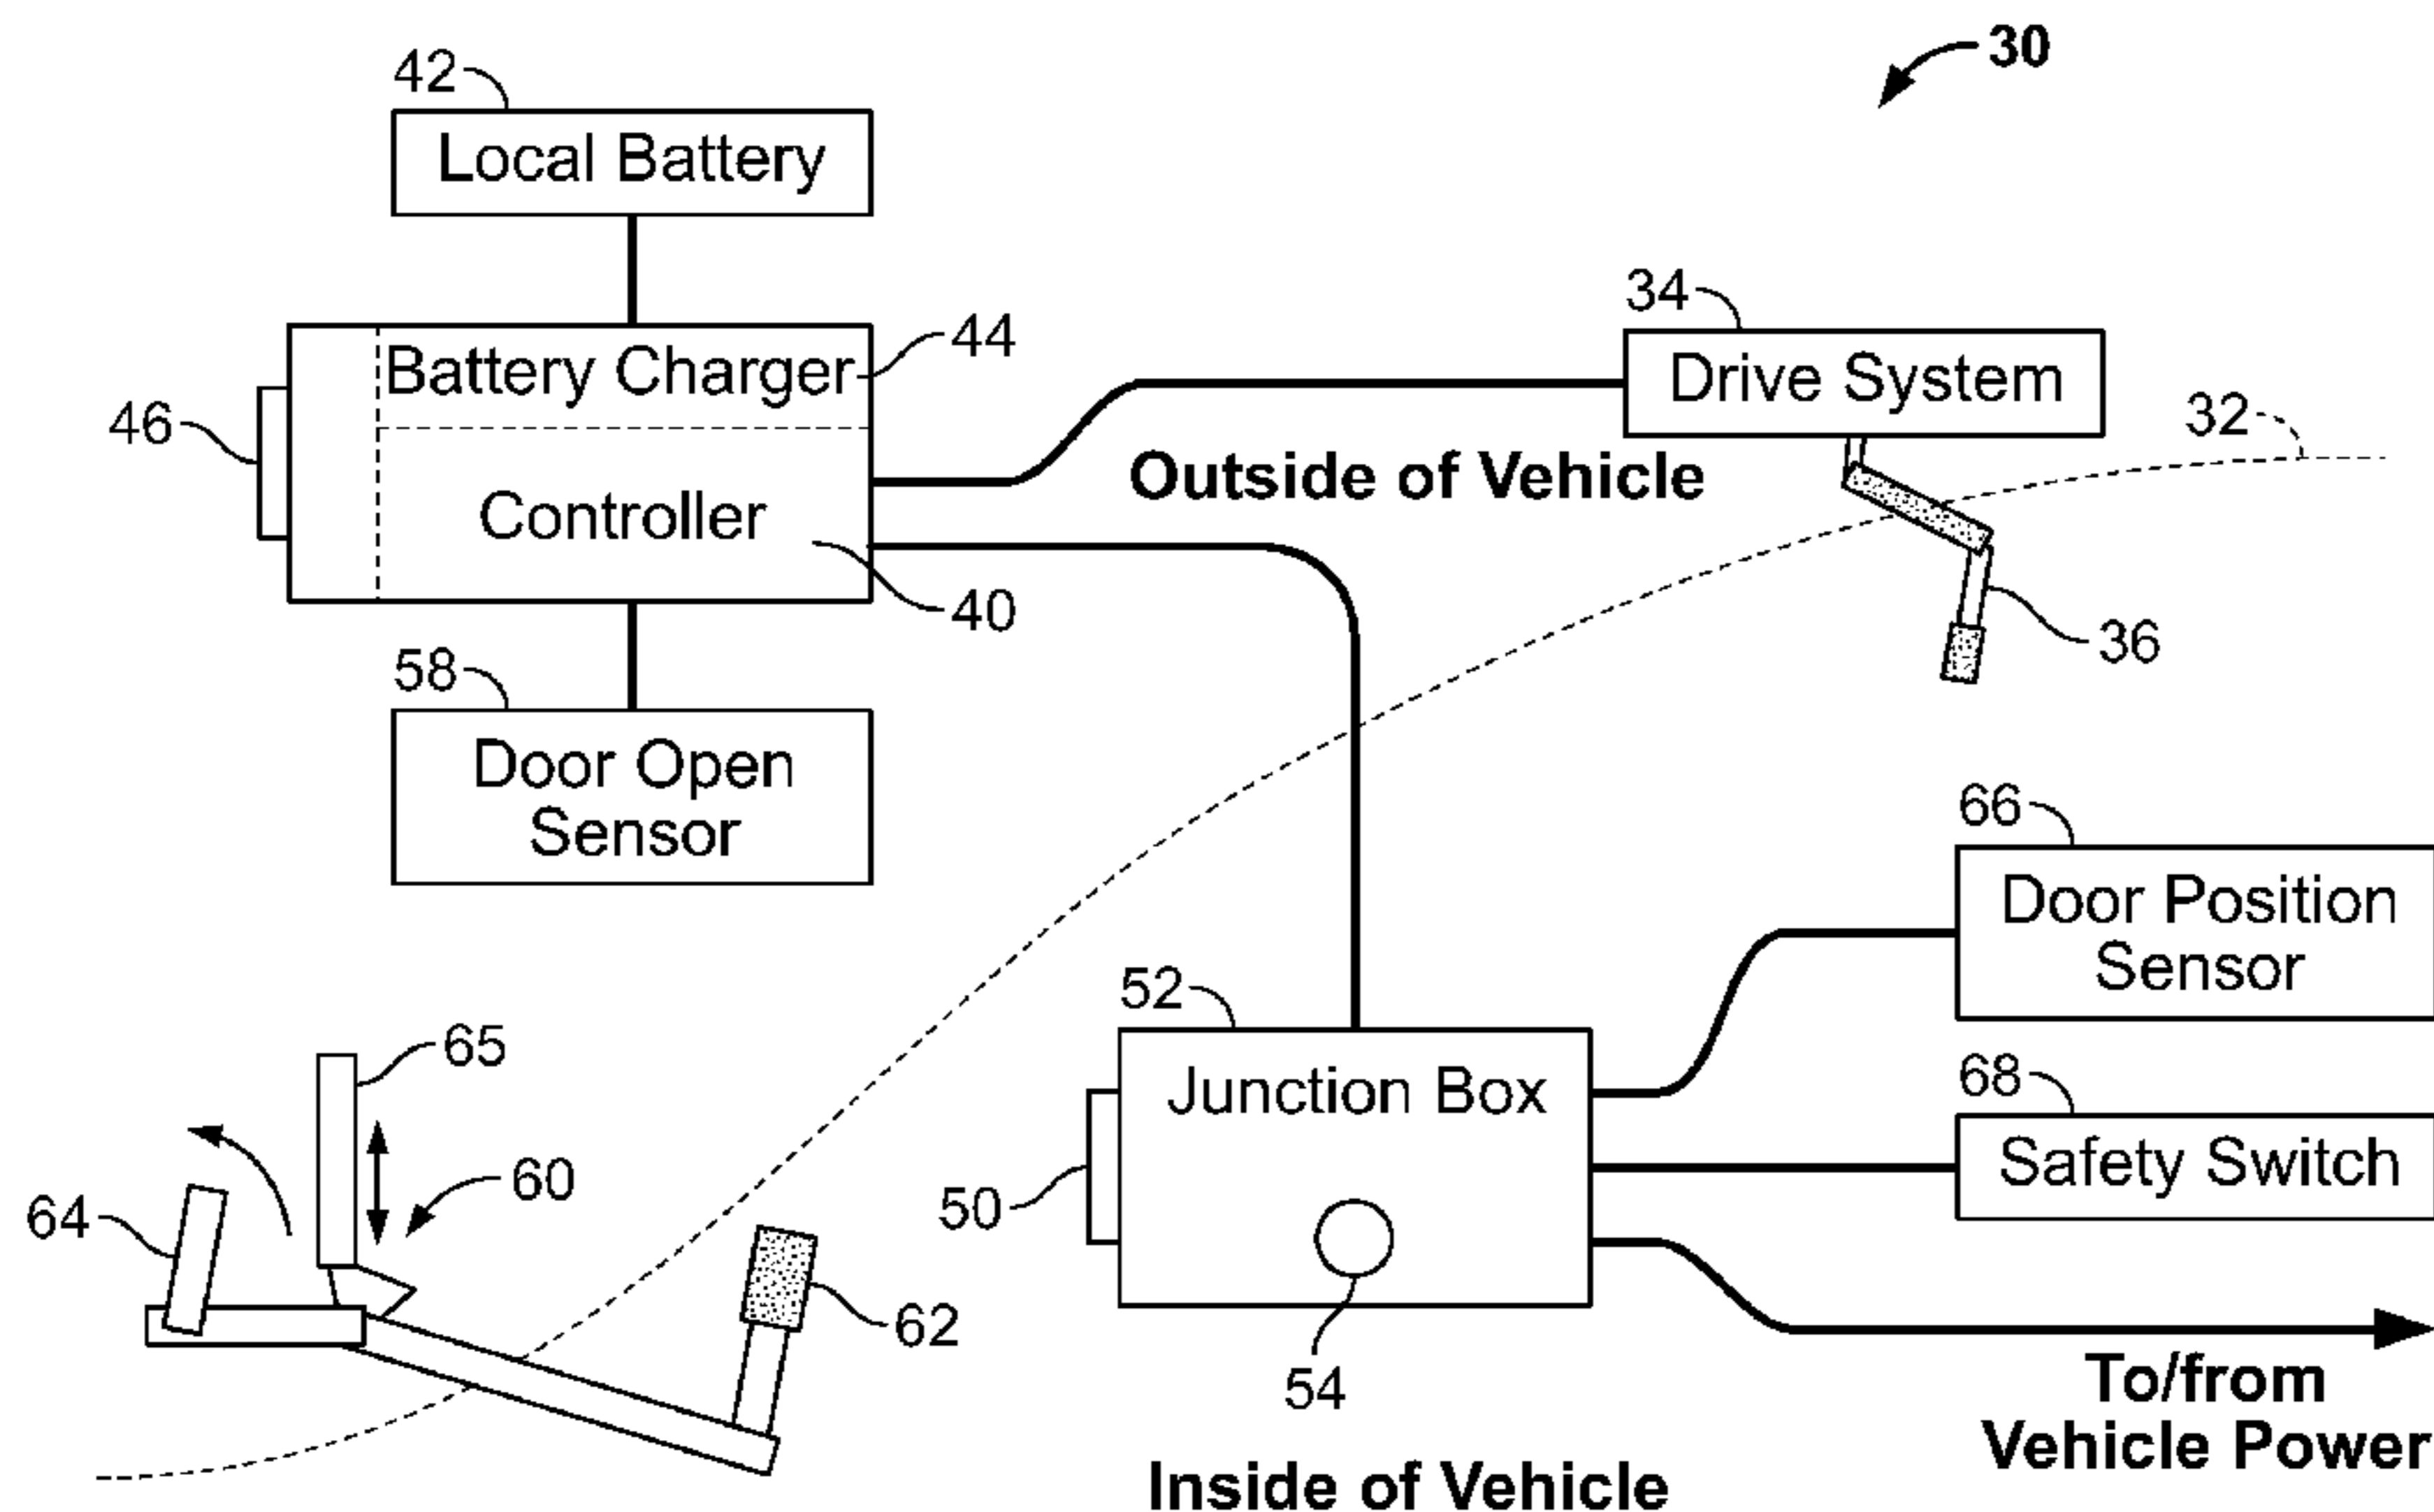 30
42
Local Battery
34
44
Battery Charger
Drive System
32
46
Outside of Vehicle
Controller
40
36
58
Door Open
Sensor
66
Door Position
Sensor
52
65
68
Junction Box
Safety Switch
60
64
50
62
54
To/from
Vehicle Power
Inside of Vehicle